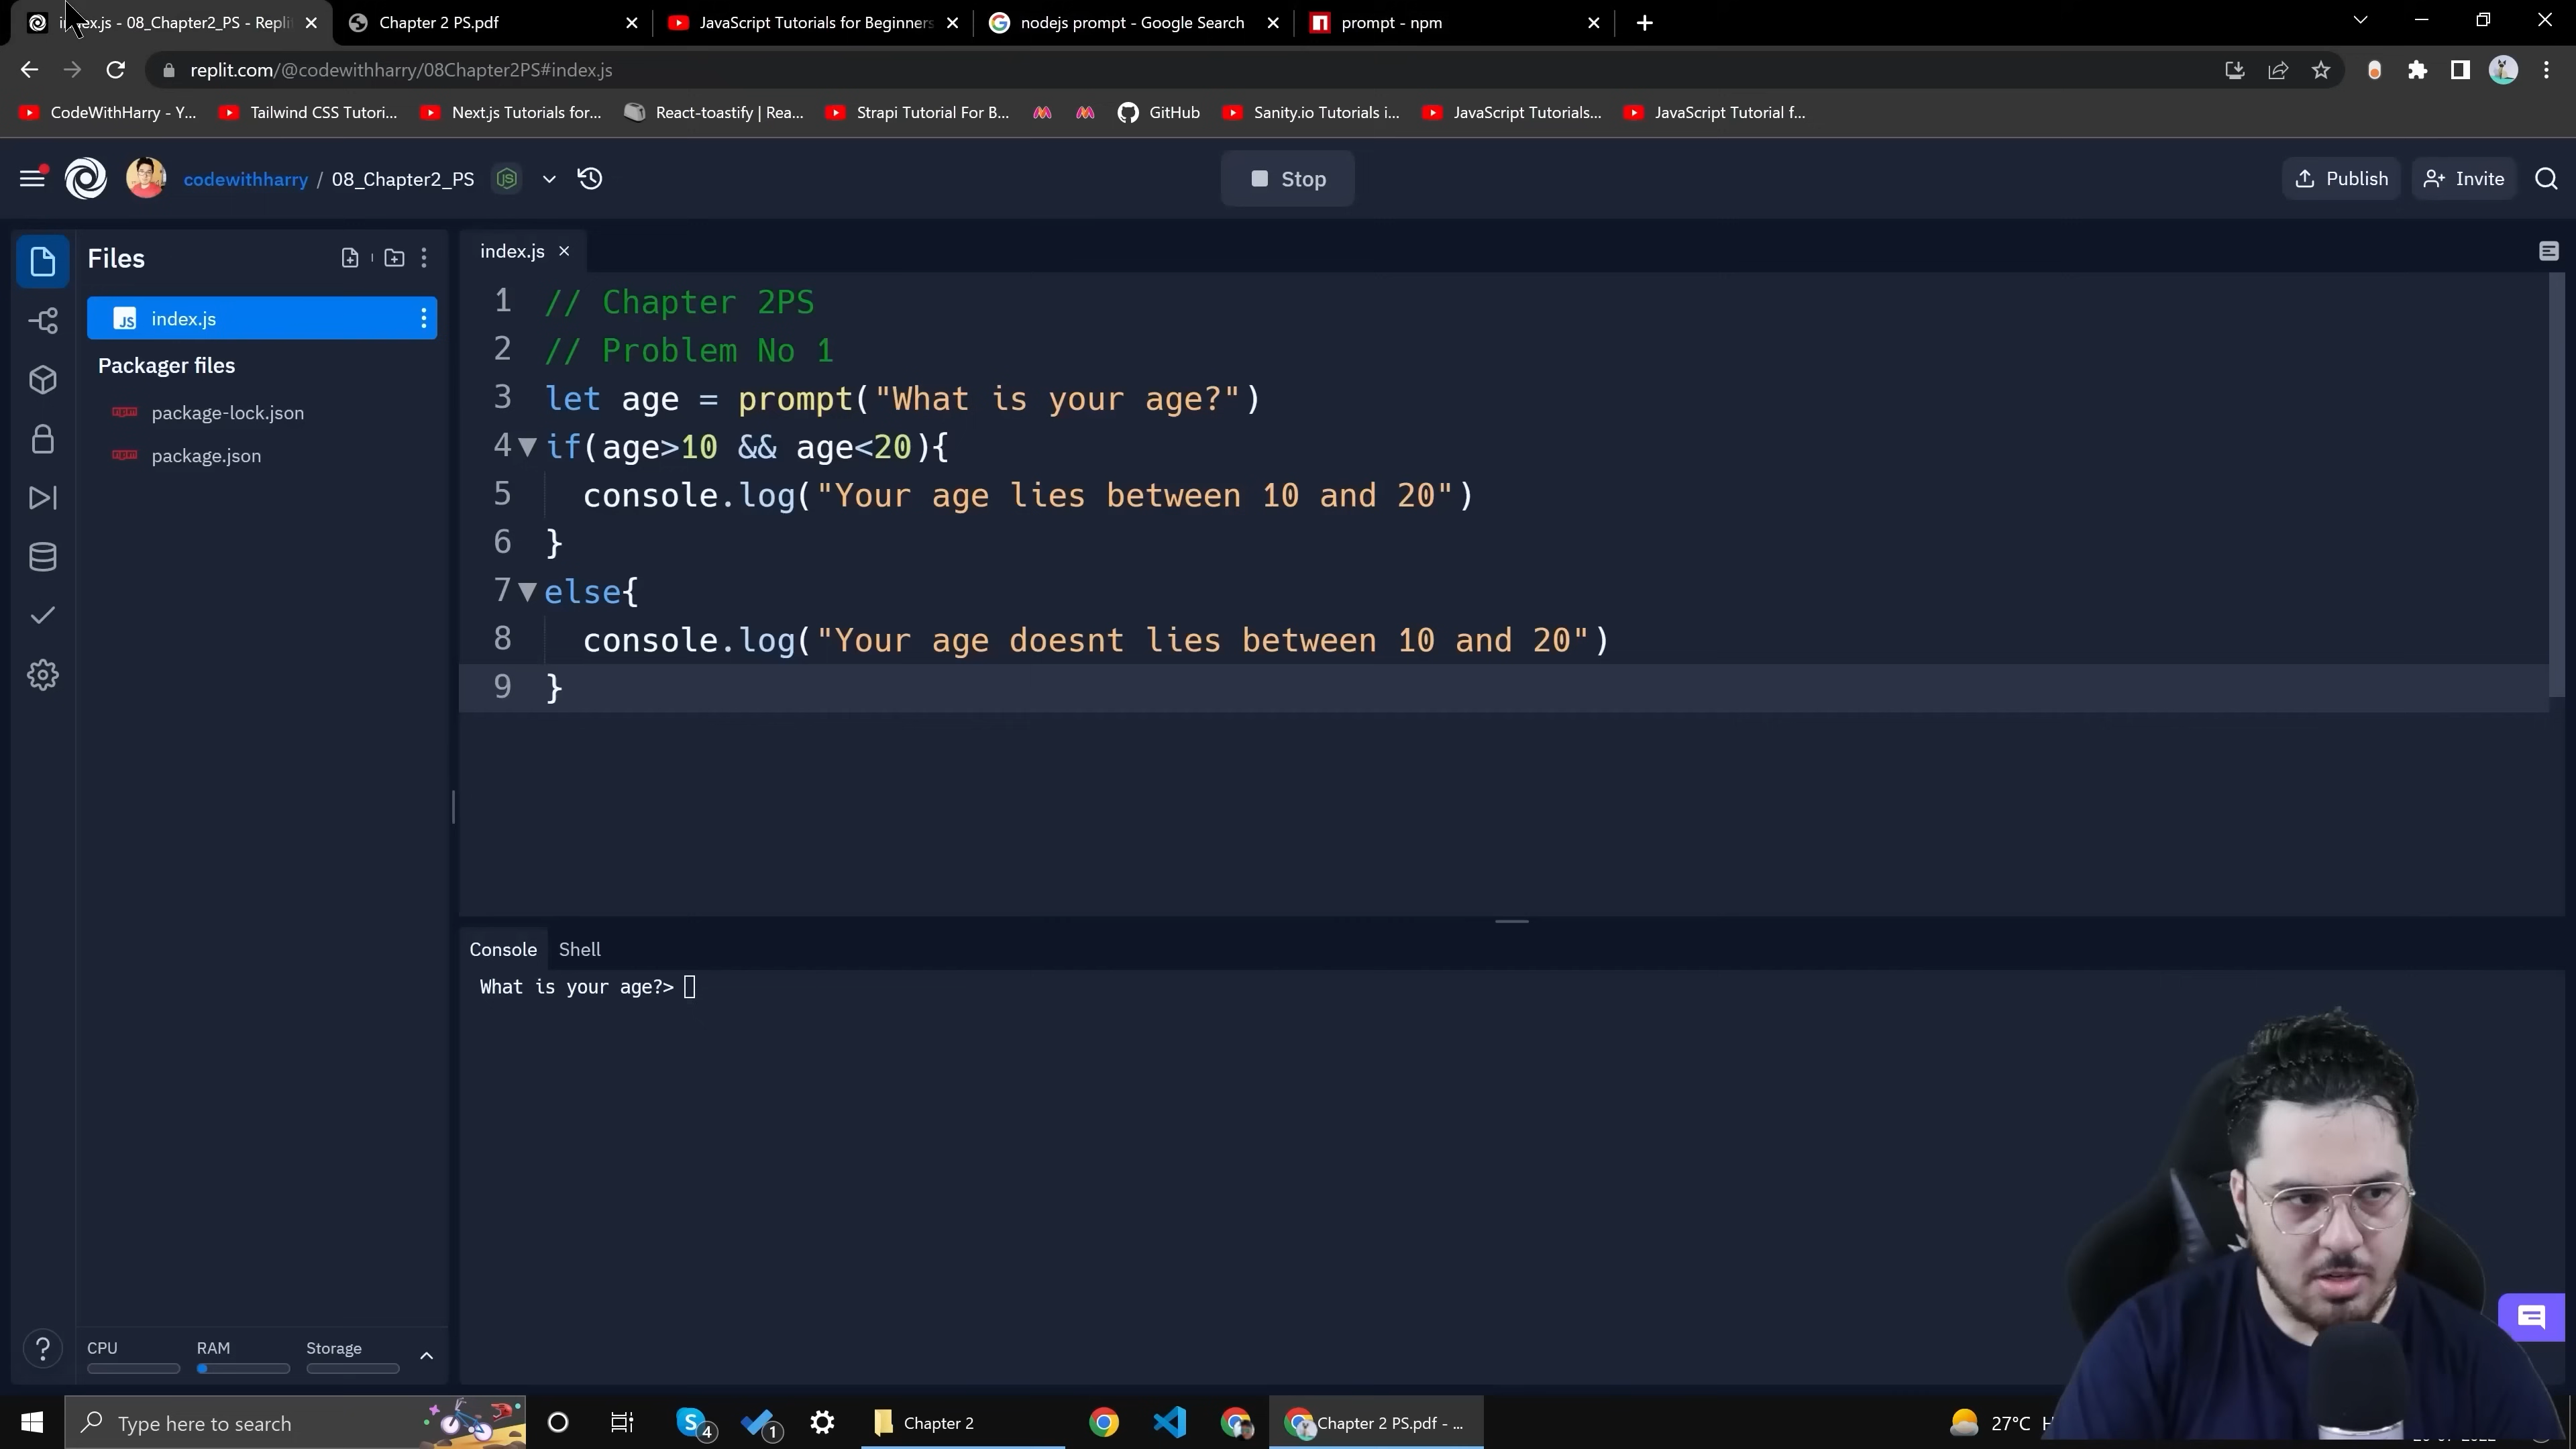 index.js - 08_Chapter2_PS - Repli
Chapter 2 PS.pdf
JavaScript Tutorials for Beginners
nodejs prompt - Google Search
prompt - npm
replit.com/@codewithharry/08Chapter2PS#index.js
CodeWithHarry - Y...
Tailwind CSS Tutori...
Next.js Tutorials for...
React-toastify | Rea...
Strapi Tutorial For B...
GitHub
Sanity.io Tutorials i...
JavaScript Tutorials...
JavaScript Tutorial f...
codewithharry / 08_Chapter2_PS
Stop
Publish
Invite
Files
index.js
Packager files
package-lock.json
package.json
index.js
1 // Chapter 2PS
2 // Problem No 1
3 let age = prompt("What is your age?")
4 if(age>10 && age<20){
5 console.log("Your age lies between 10 and 20")
6 }
7 else{
8 console.log("Your age doesnt lies between 10 and 20")
9 }
Console
Shell
What is your age?>
CPU
RAM
Storage
Type here to search
4
1
Chapter 2
Chapter 2 PS.pdf - ...
27°C